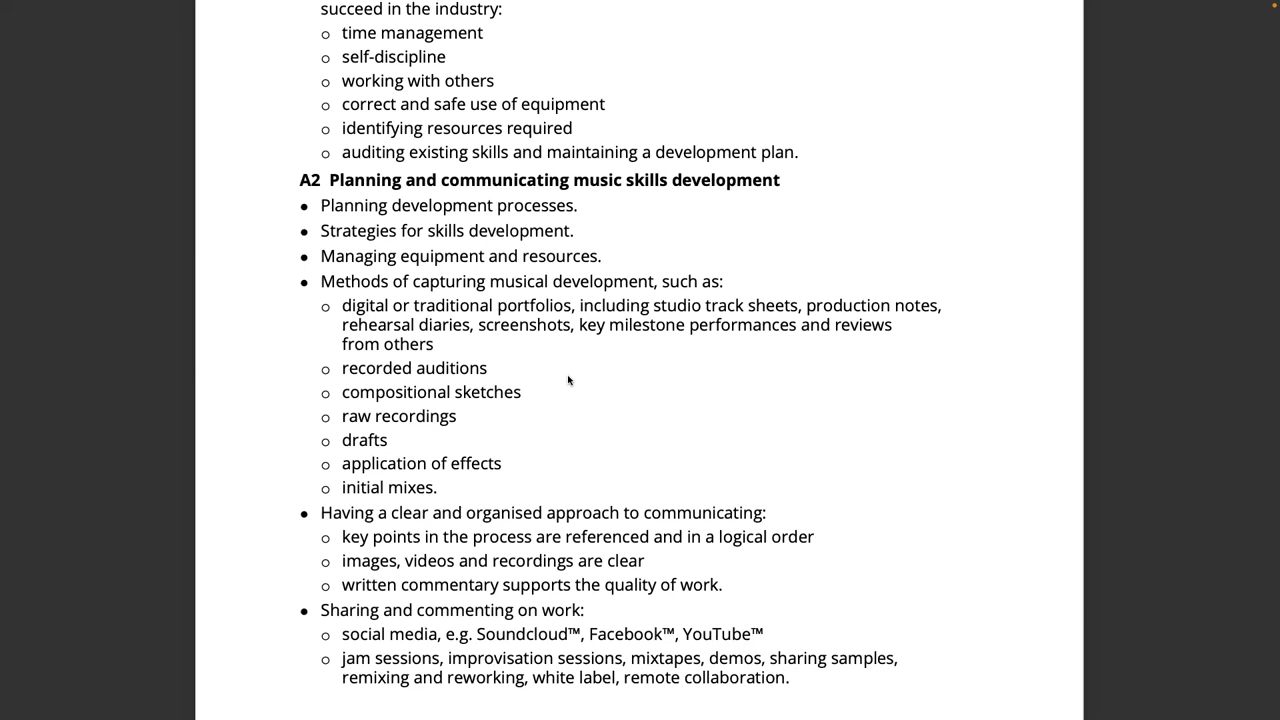 succeed in the industry:
○ time management
○ self-discipline
○ working with others
○ correct and safe use of equipment
○ identifying resources required
○ auditing existing skills and maintaining a development plan.
A2 Planning and communicating music skills development
● Planning development processes.
● Strategies for skills development.
● Managing equipment and resources.
● Methods of capturing musical development, such as:
○ digital or traditional portfolios, including studio track sheets, production notes,
rehearsal diaries, screenshots, key milestone performances and reviews
from others
○ recorded auditions
○ compositional sketches
○ raw recordings
○ drafts
○ application of effects
○ initial mixes.
● Having a clear and organised approach to communicating:
○ key points in the process are referenced and in a logical order
○ images, videos and recordings are clear
○ written commentary supports the quality of work.
● Sharing and commenting on work:
○ social media, e.g. Soundcloud™, Facebook™, YouTube™
○ jam sessions, improvisation sessions, mixtapes, demos, sharing samples,
remixing and reworking, white label, remote collaboration.